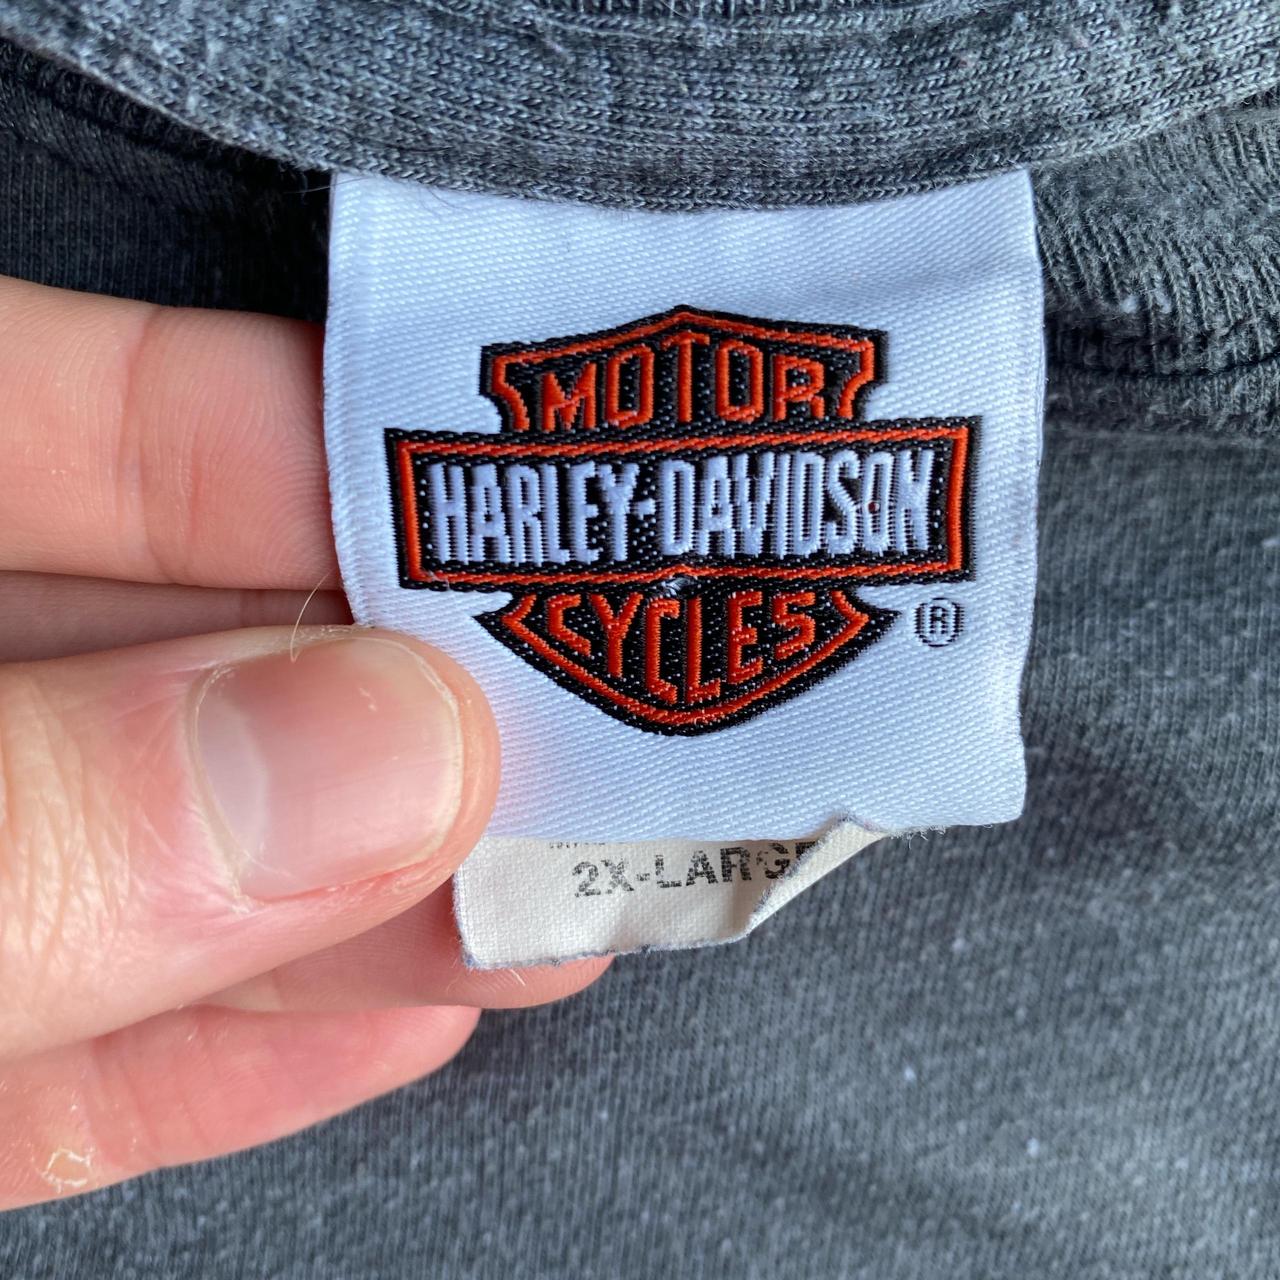 MOTOR
HARLEY-DAVIDSON
CYCLES
®
2X-LARGE